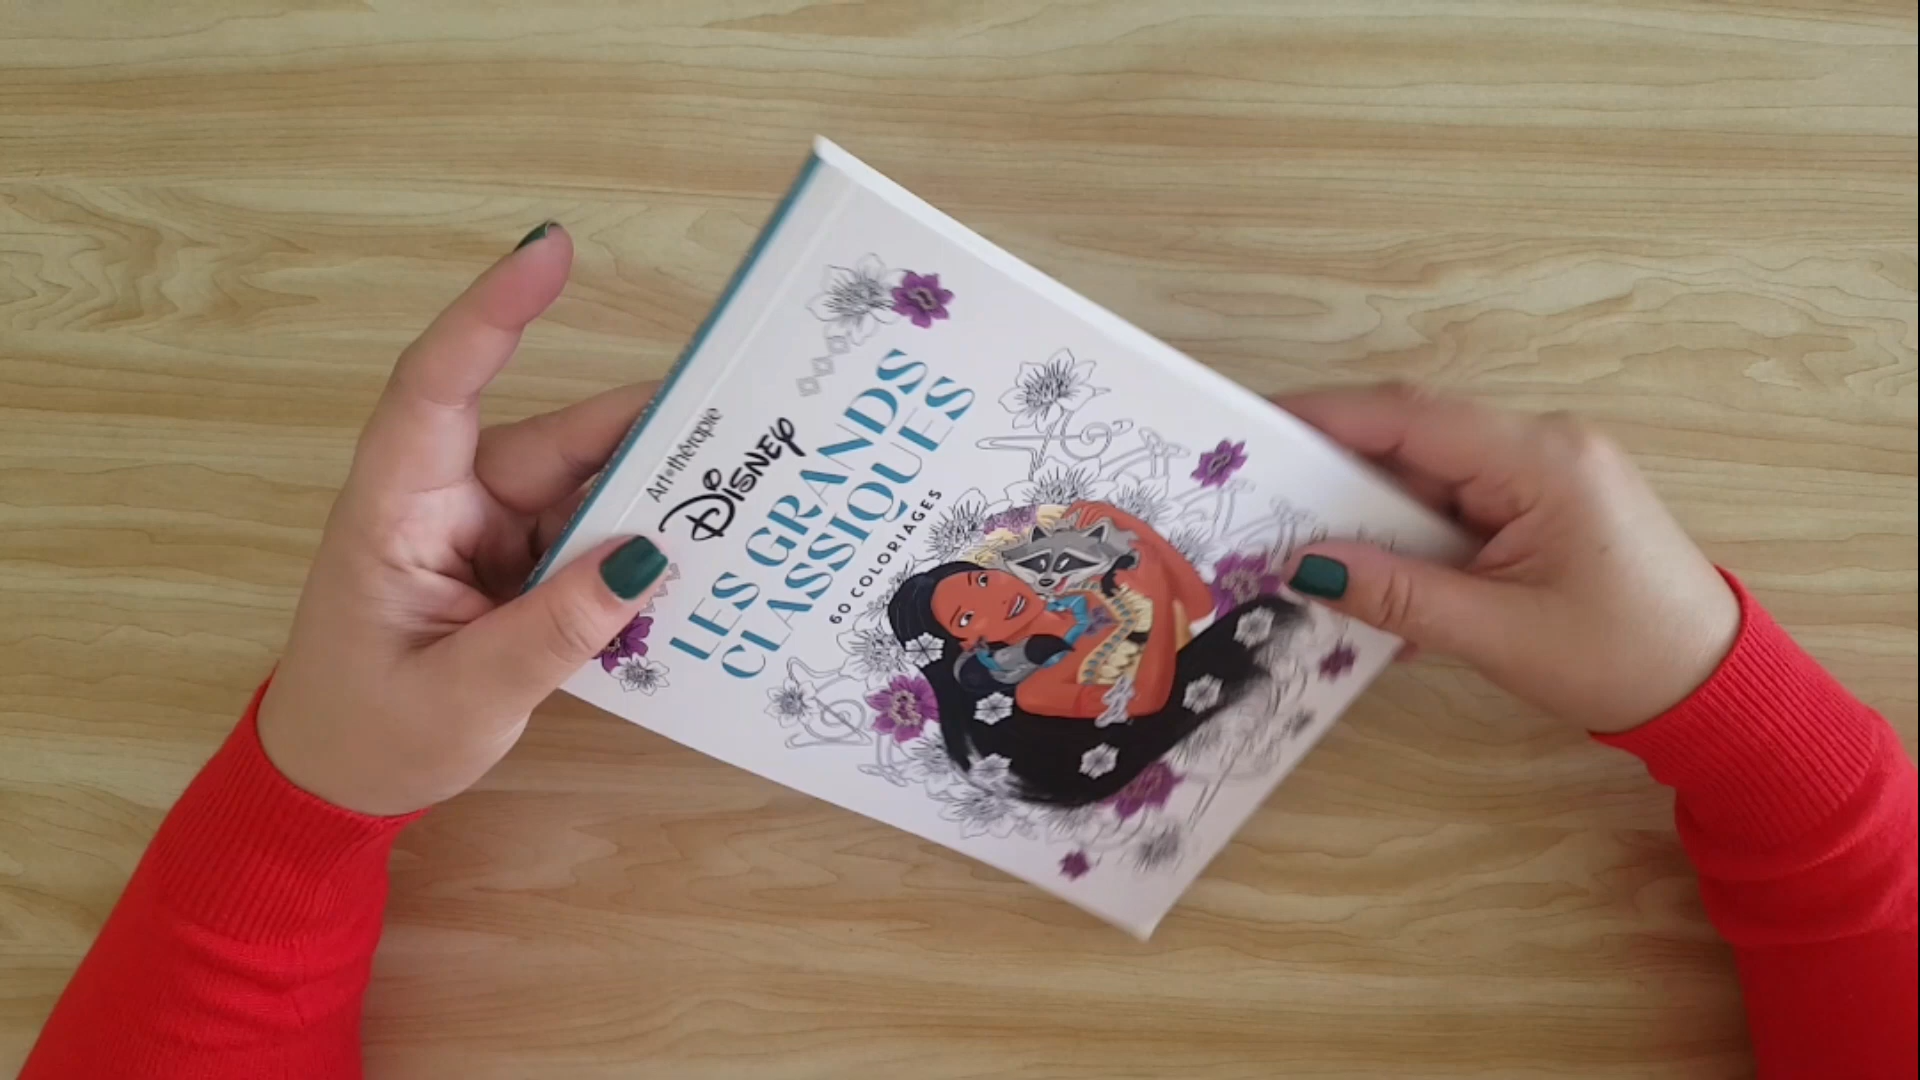 Art thérapie
DISNEY
LES GRANDS
CLASSIQUES
60 COLORIAGES